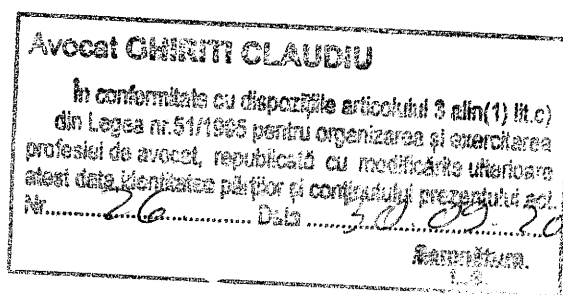 Avocat GHIRITI CLAUDIU
În conformitate cu dispozițiile articolului 3 alin(1) lit.c)
din Legea nr.51/1995 pentru organizarea și exercitarea
profesiei de avocat, republicată cu modificările ulterioare
atest data,identitatea părților și conținutului prezentului act.
Nr.......26............... Data ......30.09.20
Semnătura.
L.S.